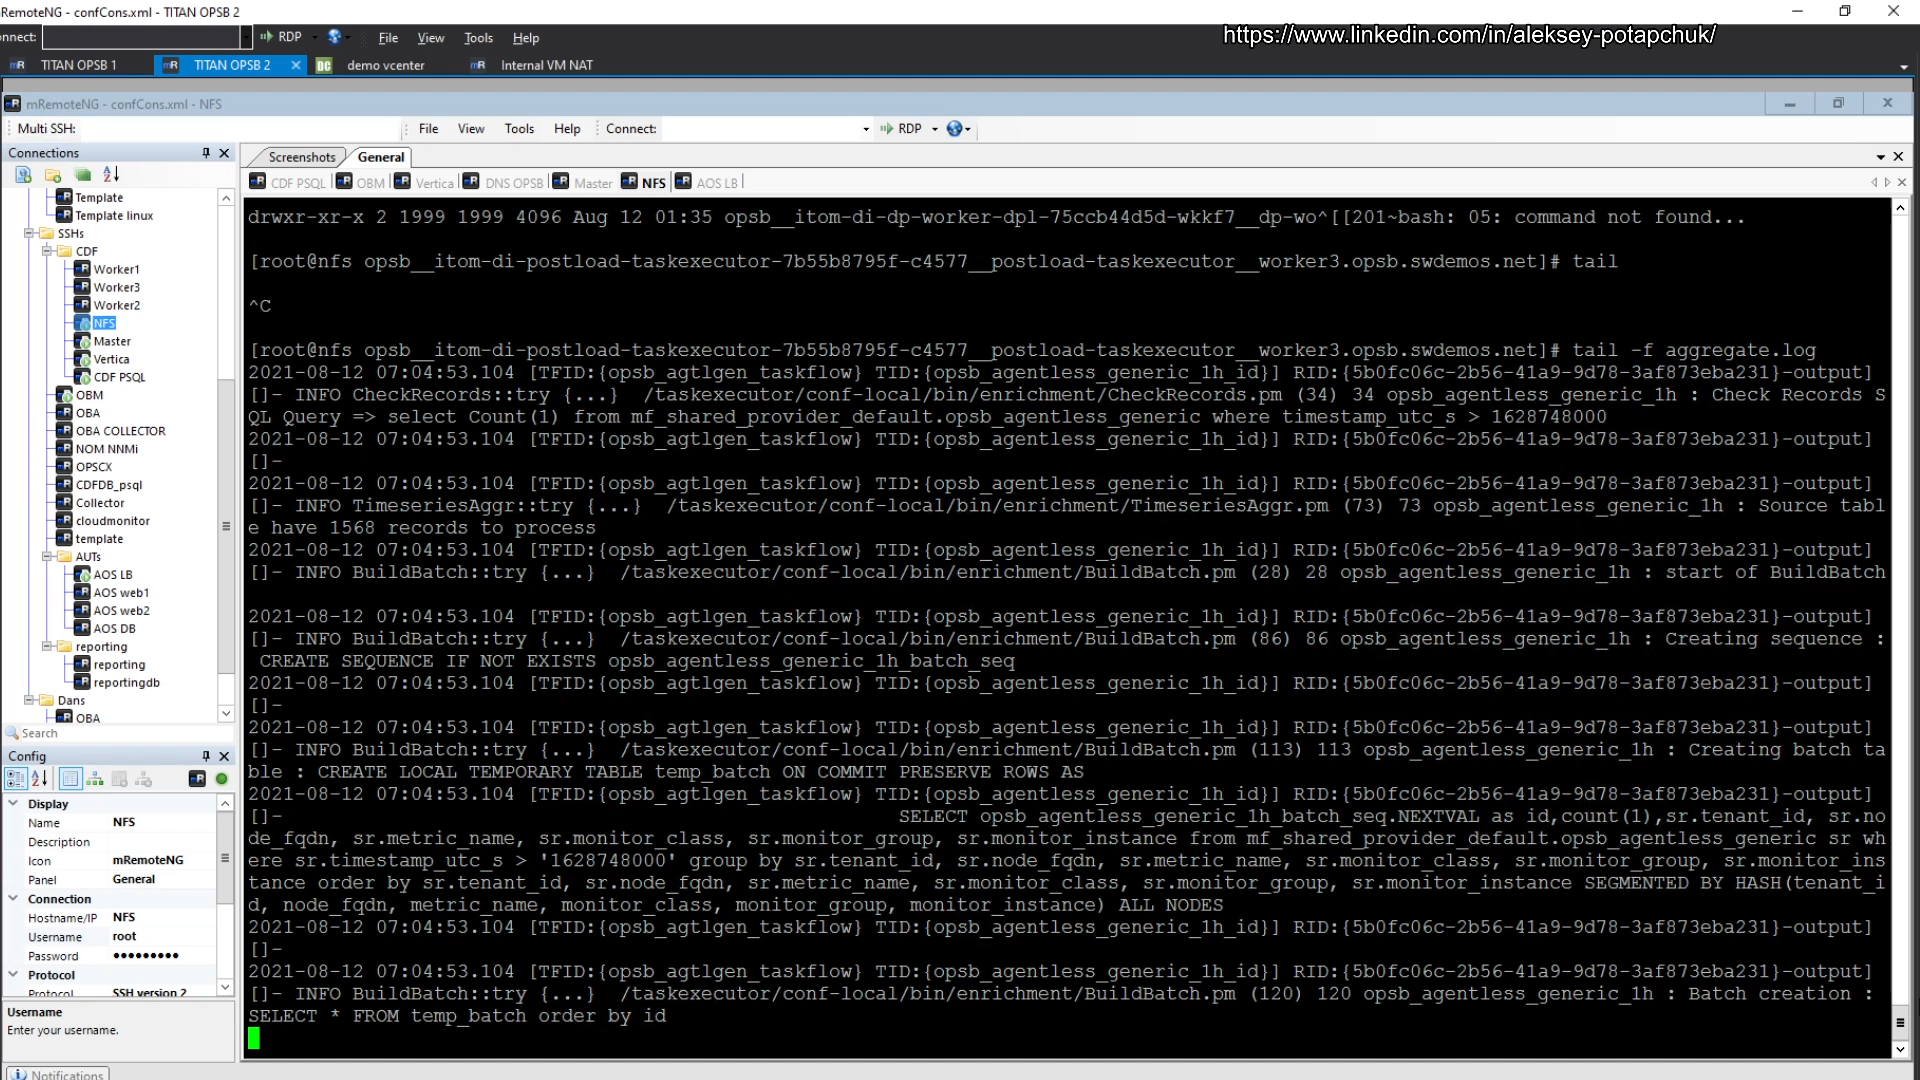 RemoteNG - confCons.xml - TITAN OPSB 2
https://www.linkedin.com/in/aleksey-potapchuk/
nnect:
RDP
File View Tools Help
TITAN OPSB 1
TITAN OPSB 2
demo vcenter
Internal VM NAT
mRemoteNG - confCons.xml - NFS
Multi SSH:
File View Tools Help Connect: RDP
Connections
Screenshots General
CDF PSQL OBM Vertica DNS OPSB Master NFS AOS LB
Template
Template linux
SSHs
CDF
Worker1
Worker3
Worker2
NFS
Master
Vertica
CDF PSQL
OBM
OBA
OBA COLLECTOR
NOM NNMi
OPSCX
CDFDB_psql
Collector
cloudmonitor
template
AUTs
AOS LB
AOS web1
AOS web2
AOS DB
reporting
reporting
reportingdb
Dans
OBA
Search
Config
Display
Name NFS
Description
Icon mRemoteNG
Panel General
Connection
Hostname/IP NFS
Username root
Password ●●●●●●●●●
Protocol
Protocol SSH version 2
Username
Enter your username.
Notifications
drwxr-xr-x 2 1999 1999 4096 Aug 12 01:35 opsb__itom-di-dp-worker-dpl-75ccb44d5d-wkkf7__dp-wo^[[201~bash: 05: command not found...
[root@nfs opsb__itom-di-postload-taskexecutor-7b55b8795f-c4577__postload-taskexecutor__worker3.opsb.swdemos.net]# tail
^C
[root@nfs opsb__itom-di-postload-taskexecutor-7b55b8795f-c4577__postload-taskexecutor__worker3.opsb.swdemos.net]# tail -f aggregate.log
2021-08-12 07:04:53.104 [TFID:{opsb_agtlgen_taskflow} TID:{opsb_agentless_generic_1h_id}] RID:{5b0fc06c-2b56-41a9-9d78-3af873eba231}-output]
[]- INFO CheckRecords::try {...}  /taskexecutor/conf-local/bin/enrichment/CheckRecords.pm (34) 34 opsb_agentless_generic_1h : Check Records S
QL Query => select Count(1) from mf_shared_provider_default.opsb_agentless_generic where timestamp_utc_s > 1628748000
2021-08-12 07:04:53.104 [TFID:{opsb_agtlgen_taskflow} TID:{opsb_agentless_generic_1h_id}] RID:{5b0fc06c-2b56-41a9-9d78-3af873eba231}-output]
[]-
2021-08-12 07:04:53.104 [TFID:{opsb_agtlgen_taskflow} TID:{opsb_agentless_generic_1h_id}] RID:{5b0fc06c-2b56-41a9-9d78-3af873eba231}-output]
[]- INFO TimeseriesAggr::try {...}  /taskexecutor/conf-local/bin/enrichment/TimeseriesAggr.pm (73) 73 opsb_agentless_generic_1h : Source tabl
e have 1568 records to process
2021-08-12 07:04:53.104 [TFID:{opsb_agtlgen_taskflow} TID:{opsb_agentless_generic_1h_id}] RID:{5b0fc06c-2b56-41a9-9d78-3af873eba231}-output]
[]- INFO BuildBatch::try {...}  /taskexecutor/conf-local/bin/enrichment/BuildBatch.pm (28) 28 opsb_agentless_generic_1h : start of BuildBatch
2021-08-12 07:04:53.104 [TFID:{opsb_agtlgen_taskflow} TID:{opsb_agentless_generic_1h_id}] RID:{5b0fc06c-2b56-41a9-9d78-3af873eba231}-output]
[]- INFO BuildBatch::try {...}  /taskexecutor/conf-local/bin/enrichment/BuildBatch.pm (86) 86 opsb_agentless_generic_1h : Creating sequence :
CREATE SEQUENCE IF NOT EXISTS opsb_agentless_generic_1h_batch_seq
2021-08-12 07:04:53.104 [TFID:{opsb_agtlgen_taskflow} TID:{opsb_agentless_generic_1h_id}] RID:{5b0fc06c-2b56-41a9-9d78-3af873eba231}-output]
[]-
2021-08-12 07:04:53.104 [TFID:{opsb_agtlgen_taskflow} TID:{opsb_agentless_generic_1h_id}] RID:{5b0fc06c-2b56-41a9-9d78-3af873eba231}-output]
[]- INFO BuildBatch::try {...}  /taskexecutor/conf-local/bin/enrichment/BuildBatch.pm (113) 113 opsb_agentless_generic_1h : Creating batch ta
ble : CREATE LOCAL TEMPORARY TABLE temp_batch ON COMMIT PRESERVE ROWS AS
2021-08-12 07:04:53.104 [TFID:{opsb_agtlgen_taskflow} TID:{opsb_agentless_generic_1h_id}] RID:{5b0fc06c-2b56-41a9-9d78-3af873eba231}-output]
[]- SELECT opsb_agentless_generic_1h_batch_seq.NEXTVAL as id,count(1),sr.tenant_id, sr.no
de_fqdn, sr.metric_name, sr.monitor_class, sr.monitor_group, sr.monitor_instance from mf_shared_provider_default.opsb_agentless_generic sr wh
ere sr.timestamp_utc_s > '1628748000' group by sr.tenant_id, sr.node_fqdn, sr.metric_name, sr.monitor_class, sr.monitor_group, sr.monitor_ins
tance order by sr.tenant_id, sr.node_fqdn, sr.metric_name, sr.monitor_class, sr.monitor_group, sr.monitor_instance SEGMENTED BY HASH(tenant_i
d, node_fqdn, metric_name, monitor_class, monitor_group, monitor_instance) ALL NODES
2021-08-12 07:04:53.104 [TFID:{opsb_agtlgen_taskflow} TID:{opsb_agentless_generic_1h_id}] RID:{5b0fc06c-2b56-41a9-9d78-3af873eba231}-output]
[]-
2021-08-12 07:04:53.104 [TFID:{opsb_agtlgen_taskflow} TID:{opsb_agentless_generic_1h_id}] RID:{5b0fc06c-2b56-41a9-9d78-3af873eba231}-output]
[]- INFO BuildBatch::try {...}  /taskexecutor/conf-local/bin/enrichment/BuildBatch.pm (120) 120 opsb_agentless_generic_1h : Batch creation :
SELECT * FROM temp_batch order by id